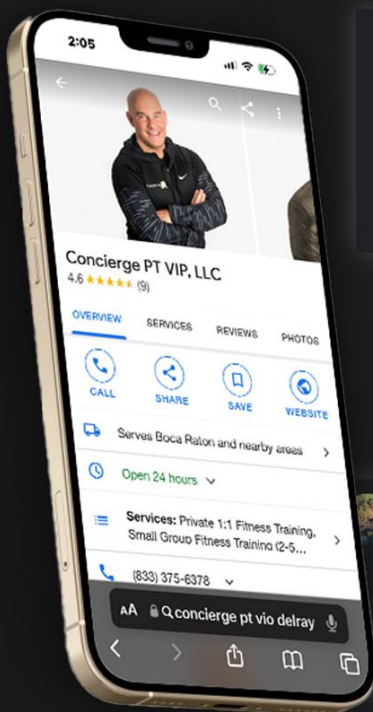 2:05
Concierge PT VIP, LLC
4.6 ★★★★★ (9)
OVERVIEW SERVICES REVIEWS PHOTOS
CALL SHARE SAVE WEBSITE
Serves Boca Raton and nearby areas
Open 24 hours
Services: Private 1:1 Fitness Training,
Small Group Fitness Training (2-5...
(833) 375-6378
AA concierge pt vio delray